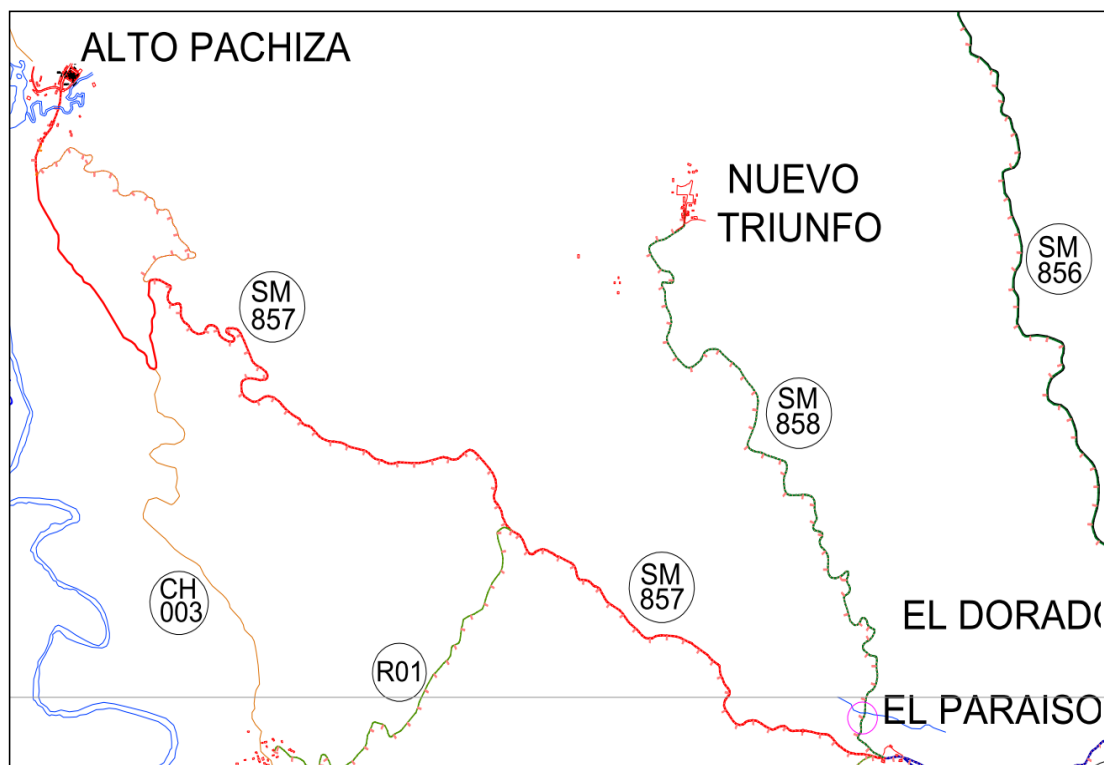 ALTO PACHIZA
NUEVO
TRIUNFO
SM
856
SM
857
SM
858
CH
003
SM
857
EL DORADO
R01
EL PARAISO